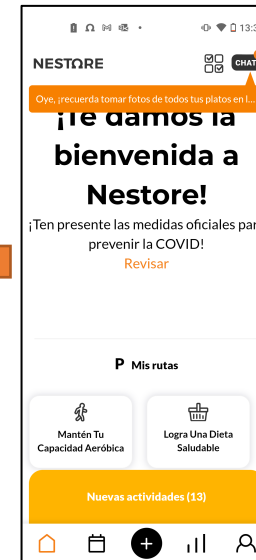 13:3
NESTORE
CHAT
Oye, ¡recuerda tomar fotos de todos tus platos en l...
¡Te damos la
bienvenida a
Nestore!
¡Ten presente las medidas oficiales par
prevenir la COVID!
Revisar
P Mis rutas
Mantén Tu
Capacidad Aeróbica
Logra Una Dieta
Saludable
Nuevas actividades (13)